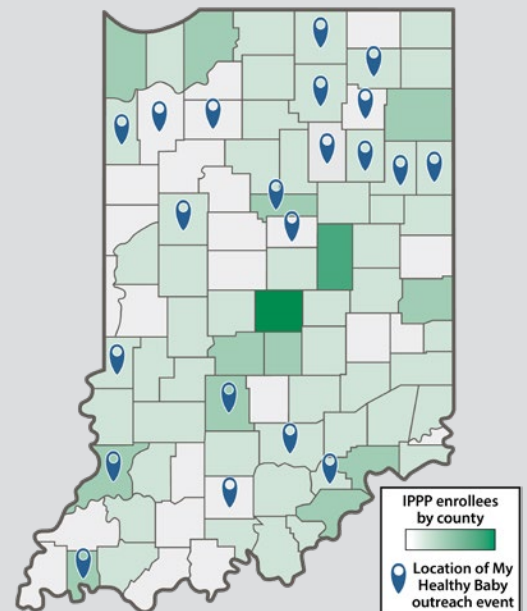 IPPP enrollees
by county
Location of My
Healthy Baby
outreach event